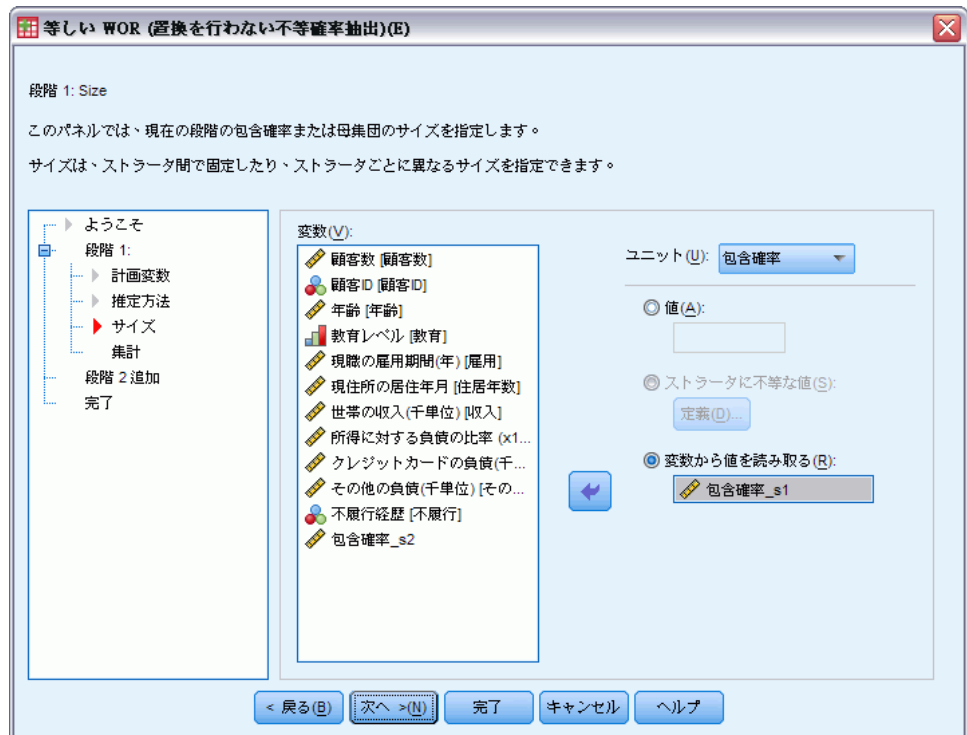 等しい WOR (置換を行わない不等確率抽出)(E)
段階 1: Size
このパネルでは、現在の段階の包含確率または母集団のサイズを指定します。
サイズは、ストラータ間で固定したり、ストラータごとに異なるサイズを指定できます。
ようこそ
段階 1:
計画変数
推定方法
サイズ
集計
段階 2 追加
完了
変数(V):
顧客数 [顧客数]
顧客ID [顧客ID]
年齢 [年齢]
教育レベル [教育]
現職の雇用期間(年) [雇用]
現住所の居住年月 [住居年数]
世帯の収入(千単位) [収入]
所得に対する負債の比率 (x1...
クレジットカードの負債(千...
その他の負債(千単位) [その...
不履行経歴 [不履行]
包含確率_s2
ユニット(U): 包含確率
値(A):
ストラータに不等な値(S):
定義(D)...
変数から値を読み取る(R):
包含確率_s1
< 戻る(B) 次へ >(N) 完了 キャンセル ヘルプ